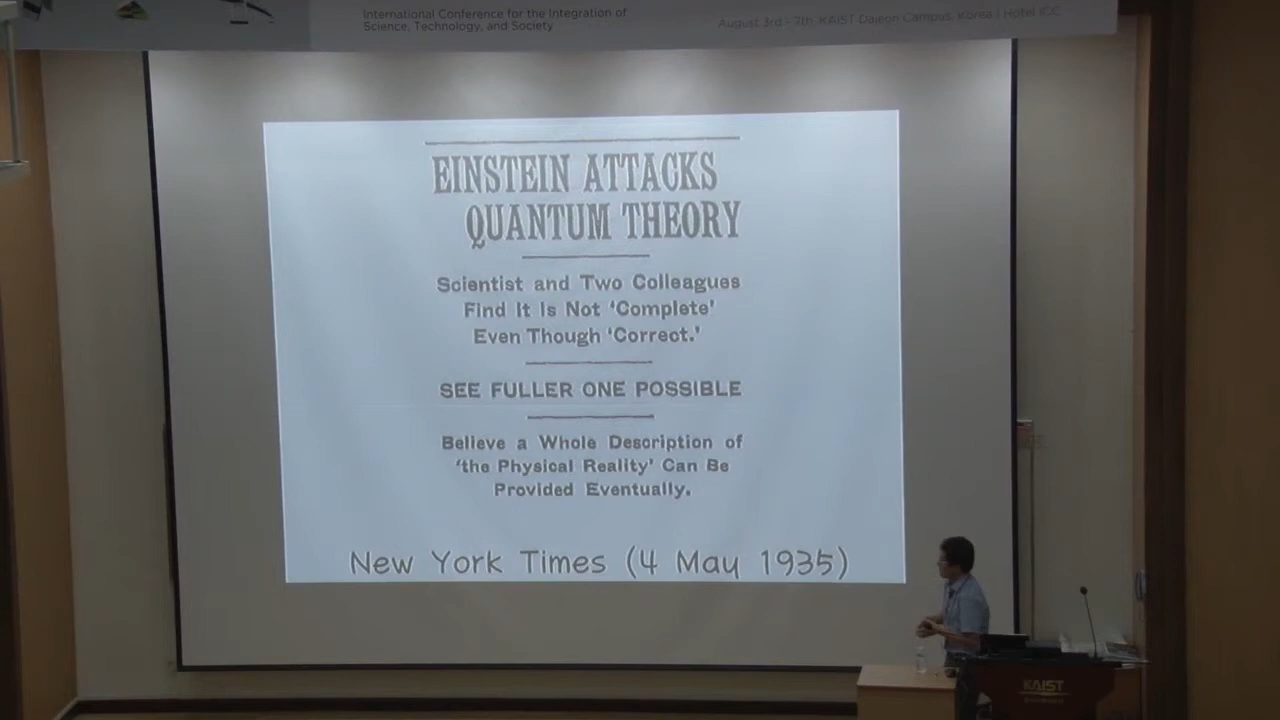 International Conference for the Integration of
Science, Technology, and Society
August 3rd - 7th, KAIST Daejeon Campus, Korea | Hotel ICC
EINSTEIN ATTACKS
QUANTUM THEORY
Scientist and Two Colleagues
Find It Is Not ‘Complete’
Even Though ‘Correct.’
SEE FULLER ONE POSSIBLE
Believe a Whole Description of
‘the Physical Reality’ Can Be
Provided Eventually.
New York Times (4 May 1935)
KAIST